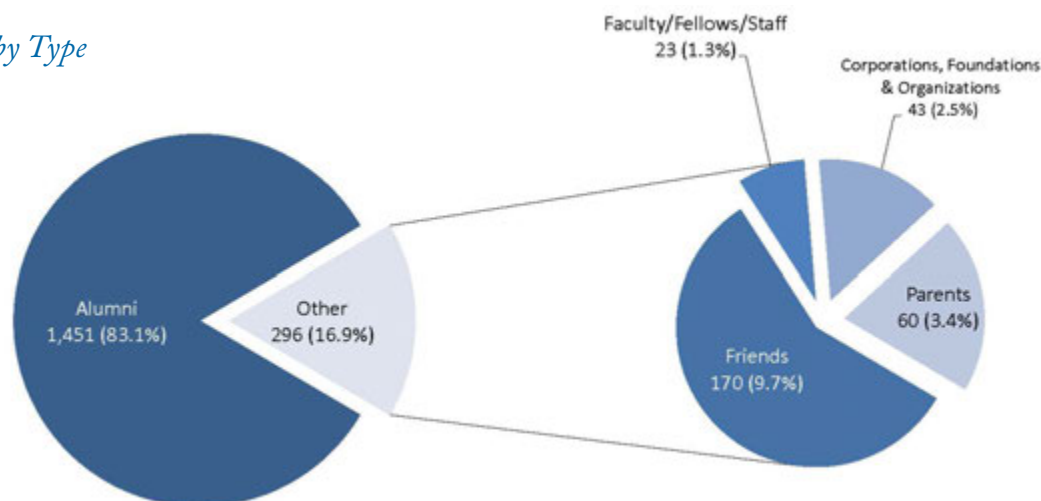 by Type
Faculty/Fellows/Staff
23 (1.3%)
Corporations, Foundations
& Organizations
43 (2.5%)
Alumni
1,451 (83.1%)
Other
296 (16.9%)
Parents
60 (3.4%)
Friends
170 (9.7%)